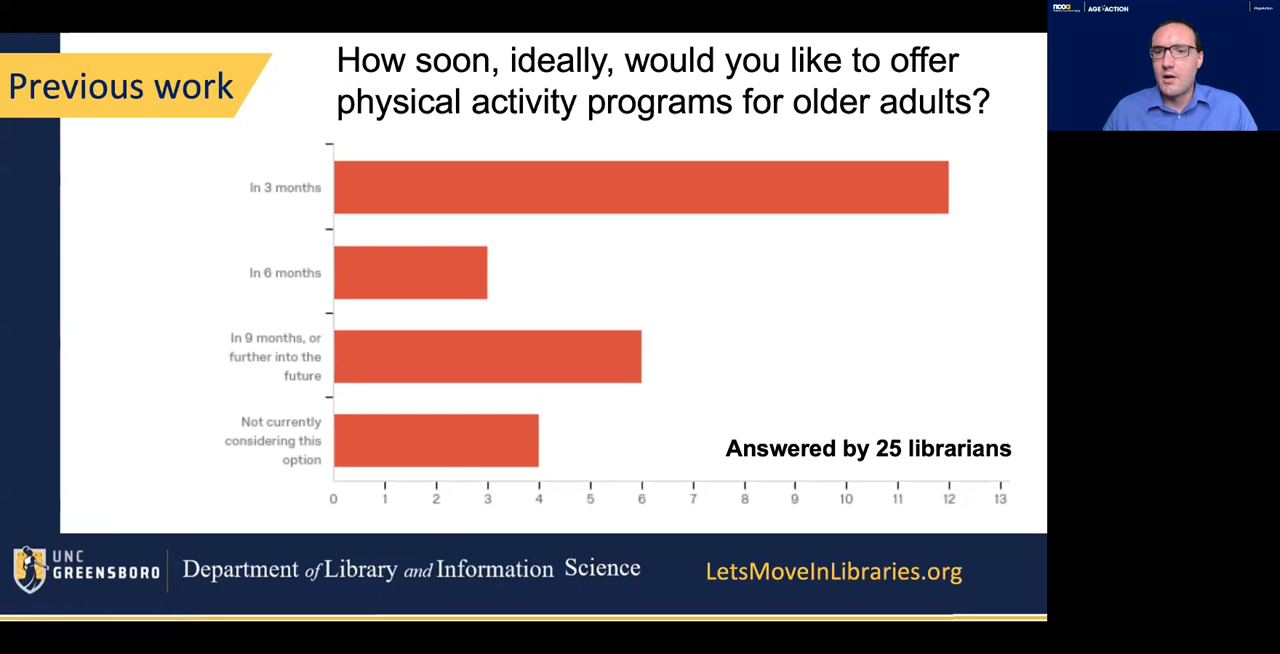 Previous work
How soon, ideally, would you like to offer
physical activity programs for older adults?
In 3 months
In 6 months
In 9 months, or
further into the
future
Not currently
considering this
option
Answered by 25 librarians
0 1 2 3 4 5 6 7 8 9 10 11 12 13
UNC
GREENSBORO
Department of Library and Information Science
LetsMoveInLibraries.org
ncoa
AGE+ACTION